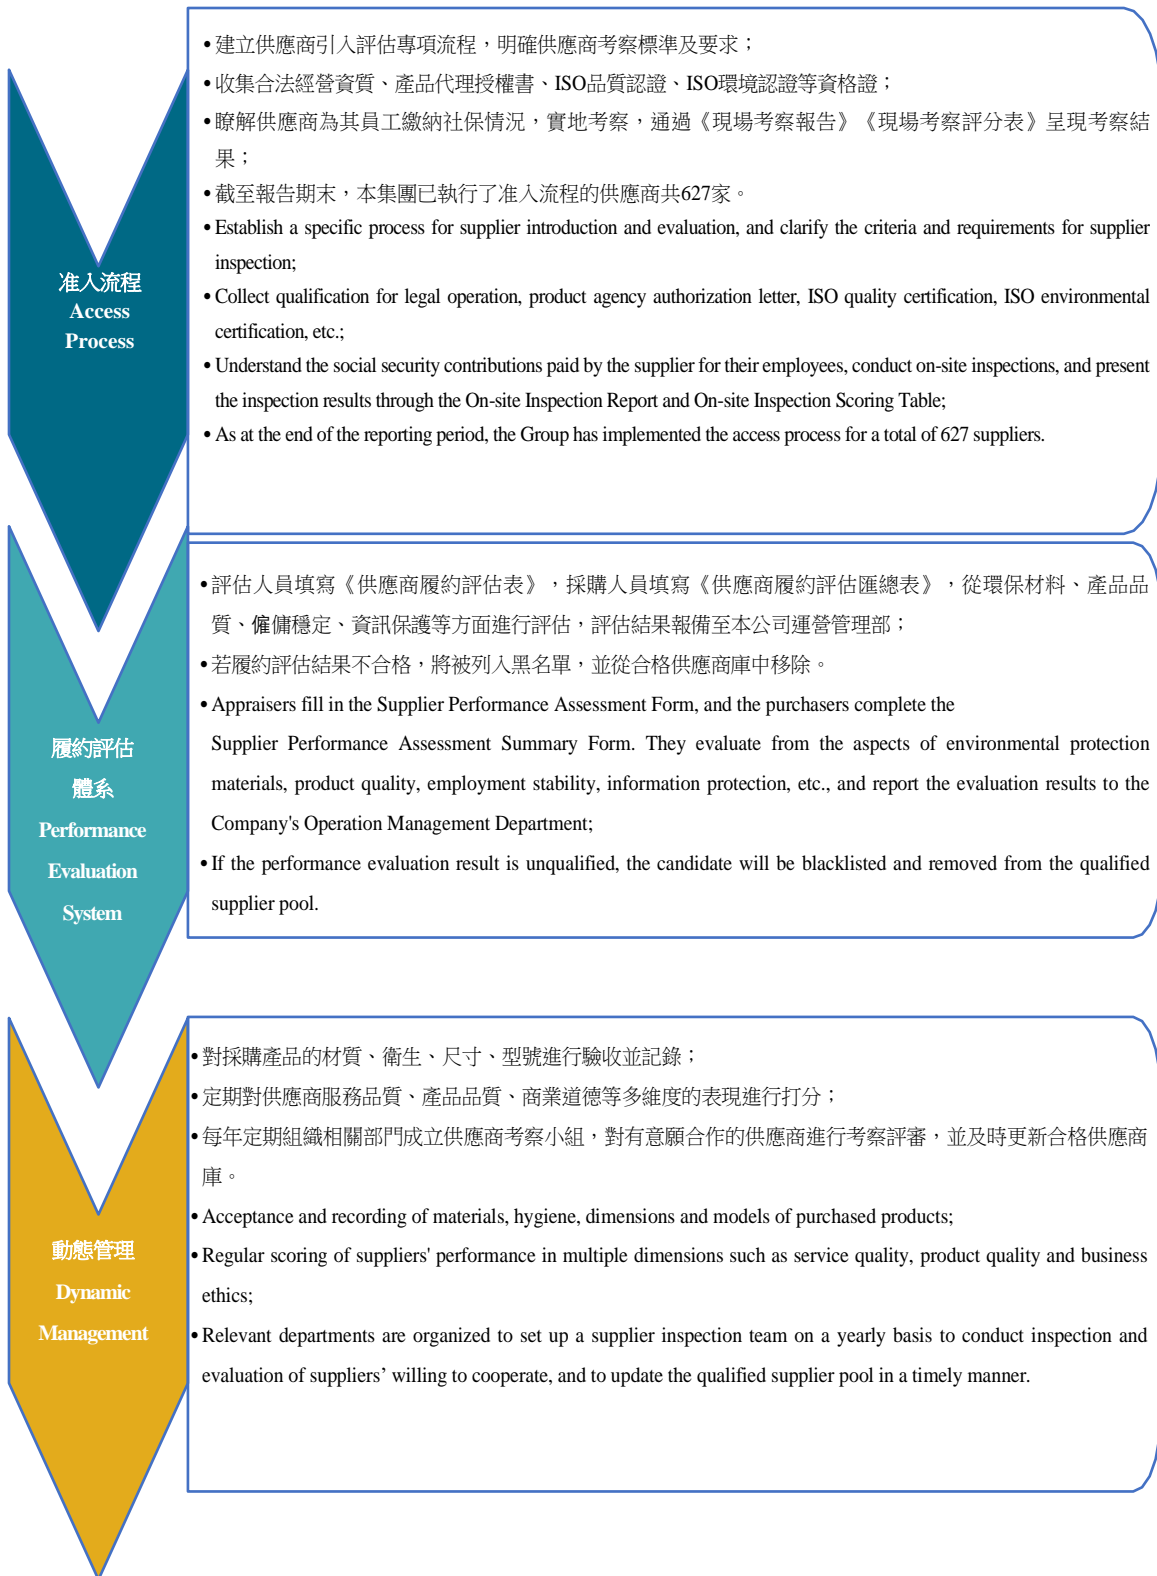 •建立供應商引入評估專項流程，明確供應商考察標準及要求；
•收集合法經營資質、產品代理授權書、ISO品質認證、ISO環境認證等資格證；
•瞭解供應商為其員工繳納社保情況，實地考察，通過《現場考察報告》《現場考察評分表》呈現考察結
果；
•截至報告期末，本集團已執行了准入流程的供應商共627家。
•Establish a specific process for supplier introduction and evaluation, and clarify the criteria and requirements for supplier
inspection;
•Collect qualification for legal operation, product agency authorization letter, ISO quality certification, ISO environmental
certification, etc.;
•Understand the social security contributions paid by the supplier for their employees, conduct on-site inspections, and present
the inspection results through the On-site Inspection Report and On-site Inspection Scoring Table;
•As at the end of the reporting period, the Group has implemented the access process for a total of 627 suppliers.
准入流程
Access
Process
•評估人員填寫《供應商履約評估表》，採購人員填寫《供應商履約評估匯總表》，從環保材料、產品品
質、僱傭穩定、資訊保護等方面進行評估，評估結果報備至本公司運營管理部；
•若履約評估結果不合格，將被列入黑名單，並從合格供應商庫中移除。
•Appraisers fill in the Supplier Performance Assessment Form, and the purchasers complete the
Supplier Performance Assessment Summary Form. They evaluate from the aspects of environmental protection
materials, product quality, employment stability, information protection, etc., and report the evaluation results to the
Company's Operation Management Department;
•If the performance evaluation result is unqualified, the candidate will be blacklisted and removed from the qualified
supplier pool.
履約評估
體系
Performance
Evaluation
System
•對採購產品的材質、衛生、尺寸、型號進行驗收並記錄；
•定期對供應商服務品質、產品品質、商業道德等多維度的表現進行打分；
•每年定期組織相關部門成立供應商考察小組，對有意願合作的供應商進行考察評審，並及時更新合格供應商
庫。
•Acceptance and recording of materials, hygiene, dimensions and models of purchased products;
•Regular scoring of suppliers' performance in multiple dimensions such as service quality, product quality and business
ethics;
•Relevant departments are organized to set up a supplier inspection team on a yearly basis to conduct inspection and
evaluation of suppliers’ willing to cooperate, and to update the qualified supplier pool in a timely manner.
動態管理
Dynamic
Management